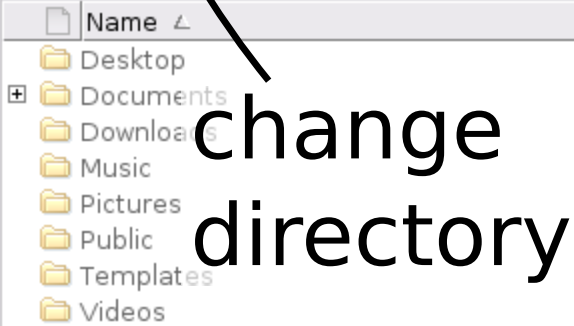 Name
Desktop
Documents
Downloads
change
Music
Pictures
directory
Public
Templates
Videos